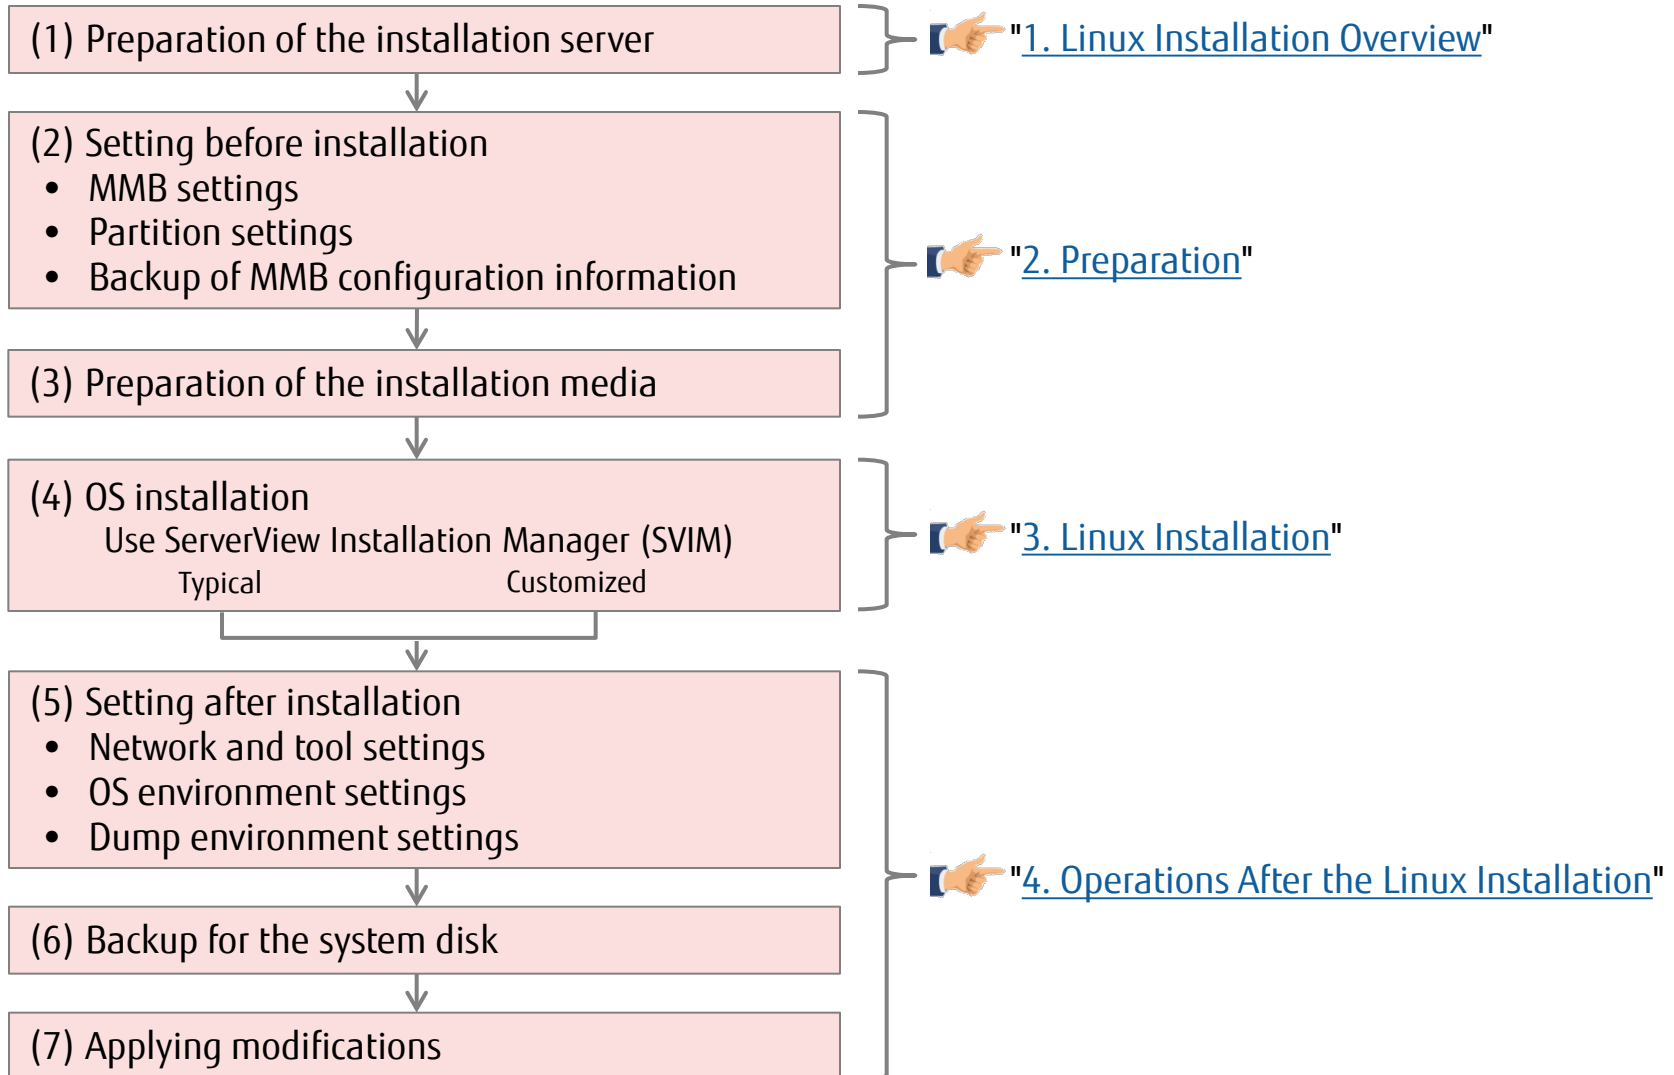 (1) Preparation of the installation server
"1. Linux Installation Overview"
(2) Setting before installation
• MMB settings
• Partition settings
• Backup of MMB configuration information
"2. Preparation"
(3) Preparation of the installation media
(4) OS installation
Use ServerView Installation Manager (SVIM)
Typical Customized
"3. Linux Installation"
(5) Setting after installation
• Network and tool settings
• OS environment settings
• Dump environment settings
"4. Operations After the Linux Installation"
(6) Backup for the system disk
(7) Applying modifications